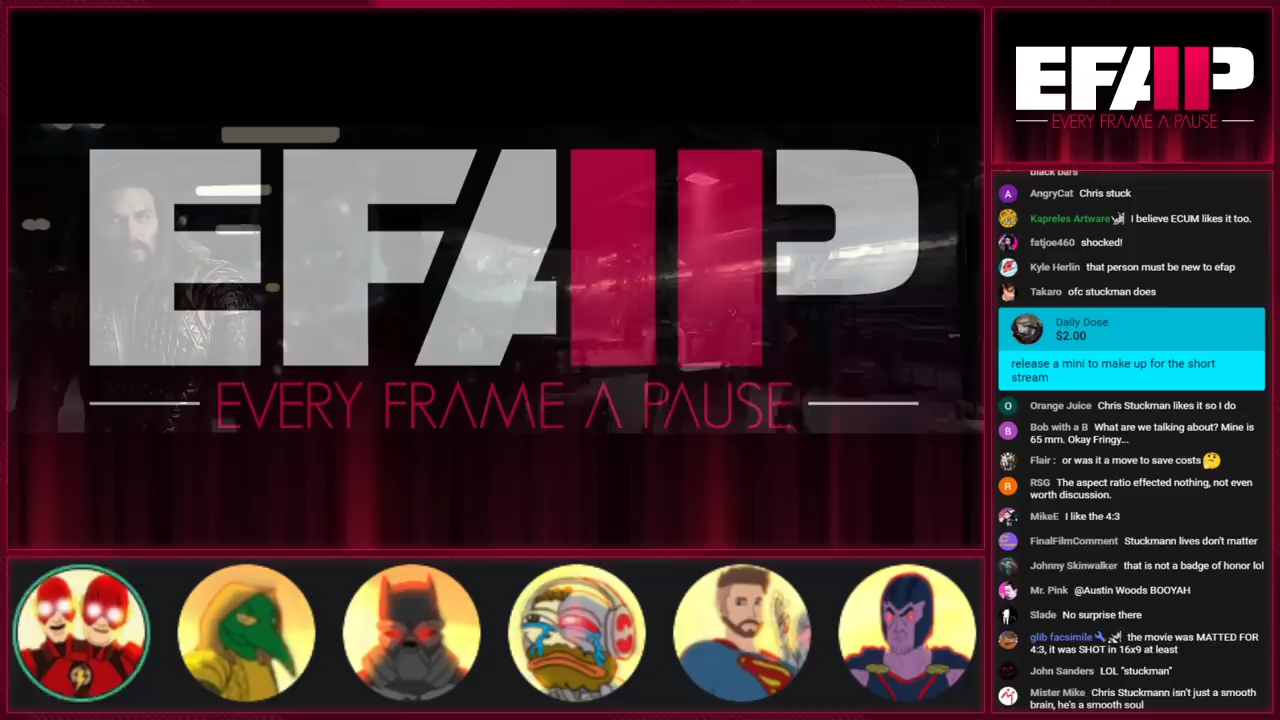 EFAP
EVERY FRAME A PAUSE
EFAP
EVERY FRAME A PAUSE
black bars
A AngryCat Chris stuck
Kapreles Artware I believe ECUM likes it too.
fatjoe460 shocked!
Kyle Herlin that person must be new to efap
Takaro ofc stuckman does
Daily Dose
$2.00
release a mini to make up for the short
stream
O Orange Juice Chris Stuckman likes it so I do
B Bob with a B What are we talking about? Mine is
65 mm. Okay Fringy...
Flair : or was it a move to save costs 🤔
R RSG The aspect ratio effected nothing, not even
worth discussion.
MikeE I like the 4:3
FinalFilmComment Stuckmann lives don't matter
Johnny Skinwalker that is not a badge of honor lol
Mr. Pink @Austin Woods BOOYAH
Slade No surprise there
glib facsimile the movie was MATTED FOR
4:3, it was SHOT in 16x9 at least
John Sanders LOL "stuckman"
Mister Mike Chris Stuckmann isn't just a smooth
brain, he's a smooth soul